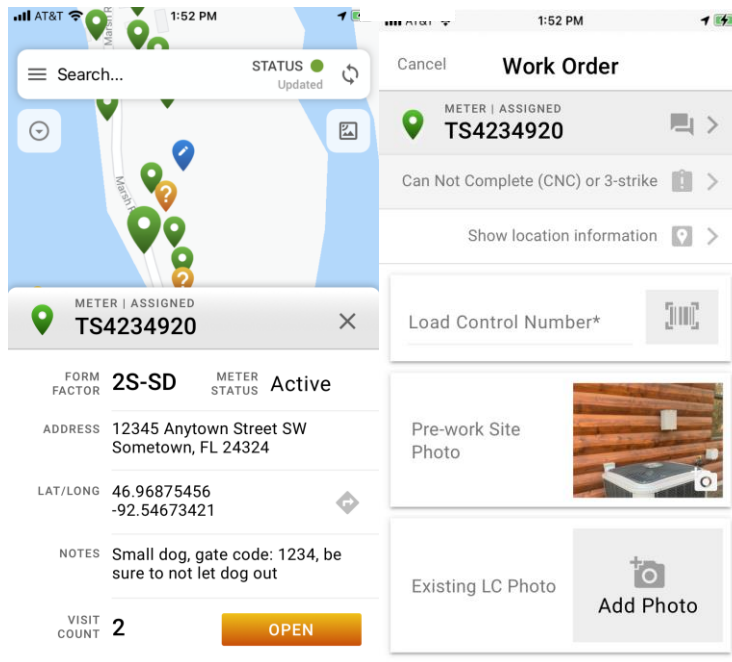 AT&T
1:52 PM
Marsh R
Search...
STATUS
Updated
Marsh R
METER | ASSIGNED
TS4234920
FORM FACTOR
2S-SD
METER STATUS
Active
ADDRESS
12345 Anytown Street SW
Sometown, FL 24324
LAT/LONG
46.96875456
-92.54673421
NOTES
Small dog, gate code: 1234, be
sure to not let dog out
VISIT COUNT
2
OPEN
AT&T
1:52 PM
Cancel
Work Order
METER | ASSIGNED
TS4234920
Can Not Complete (CNC) or 3-strike
Show location information
Load Control Number*
Pre-work Site
Photo
Existing LC Photo
Add Photo